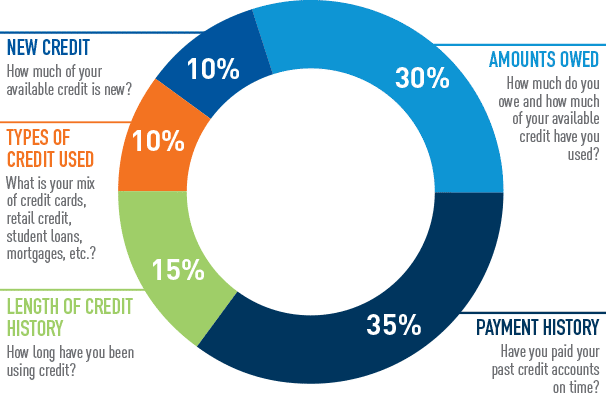 NEW CREDIT
How much of your
available credit is new?
10%
30%
AMOUNTS OWED
How much do you
owe and how much
of your available
credit have you
used?
TYPES OF
CREDIT USED
What is your mix
of credit cards,
retail credit,
student loans,
mortgages, etc.?
10%
15%
LENGTH OF CREDIT
HISTORY
How long have you been
using credit?
35%
PAYMENT HISTORY
Have you paid your
past credit accounts
on time?